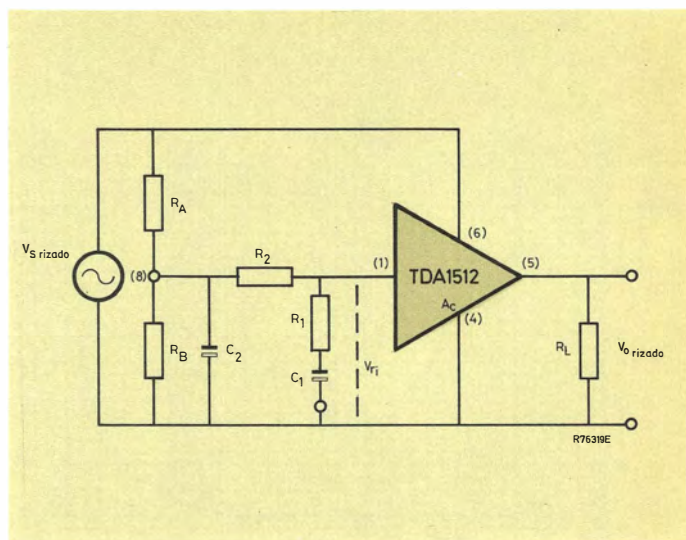 R_A
(6)
V_S rizado
(8)
R_2
(1)
TDA1512
(5)
A_C
(4)
R_B
C_2
R_1
C_1
V_ri
R_L
V_o rizado
R76319E